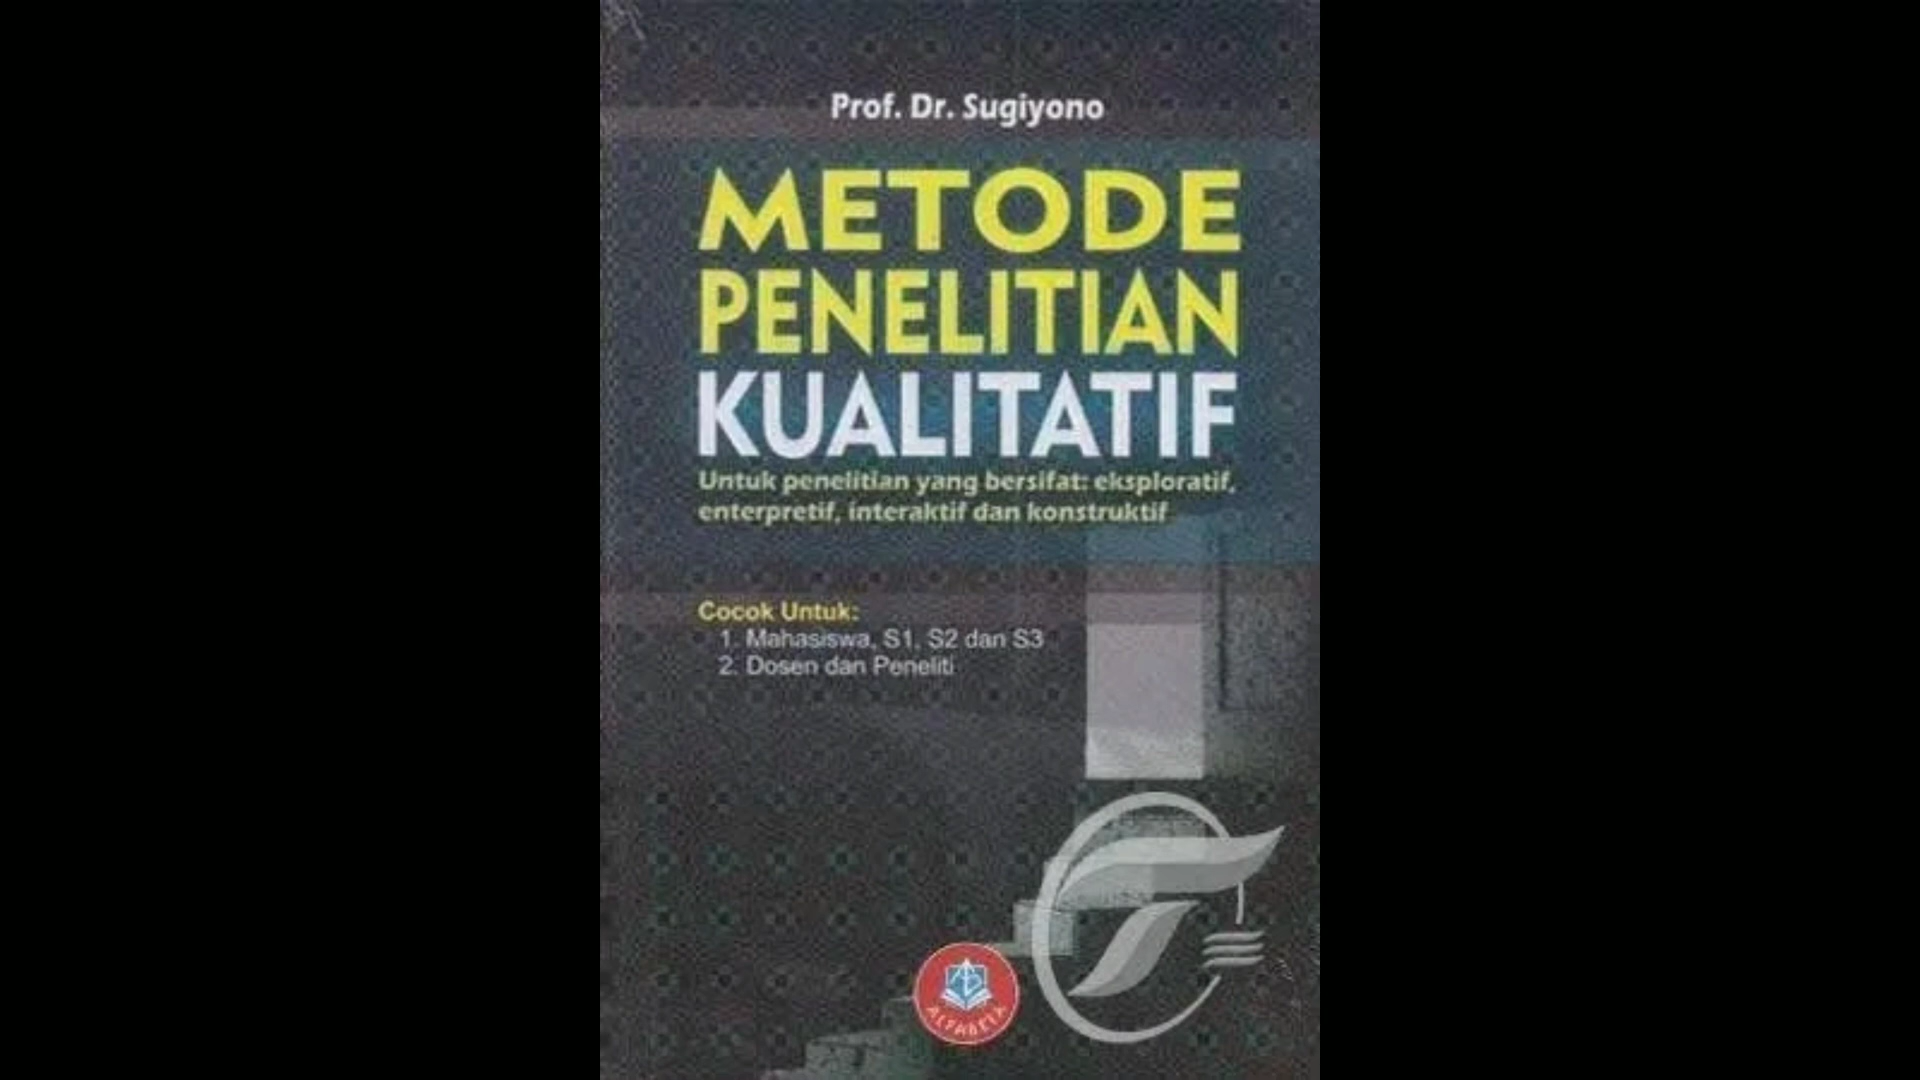 Prof. Dr. Sugiyono
METODE
PENELITIAN
KUALITATIF
Untuk penelitian yang bersifat: eksploratif,
enterpretif, interaktif dan konstruktif
Cocok Untuk:
1. Mahasiswa, S1, S2 dan S3
2. Dosen dan Peneliti
ALFABETA